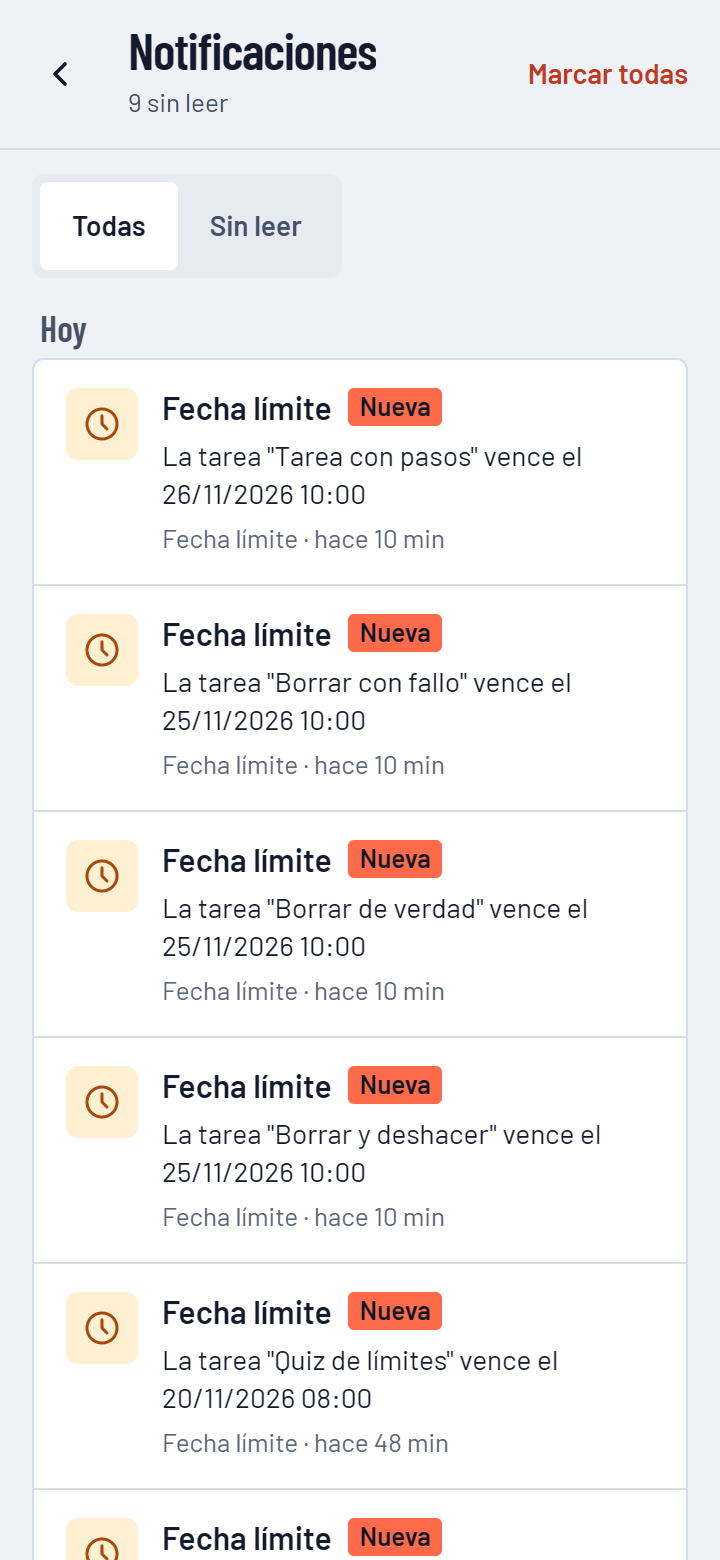 Notificaciones
9 sin leer
Marcar todas
Todas
Sin leer
Hoy
Fecha límite Nueva
La tarea "Tarea con pasos" vence el
26/11/2026 10:00
Fecha límite · hace 10 min
Fecha límite Nueva
La tarea "Borrar con fallo" vence el
25/11/2026 10:00
Fecha límite · hace 10 min
Fecha límite Nueva
La tarea "Borrar de verdad" vence el
25/11/2026 10:00
Fecha límite · hace 10 min
Fecha límite Nueva
La tarea "Borrar y deshacer" vence el
25/11/2026 10:00
Fecha límite · hace 10 min
Fecha límite Nueva
La tarea "Quiz de límites" vence el
20/11/2026 08:00
Fecha límite · hace 48 min
Fecha límite Nueva